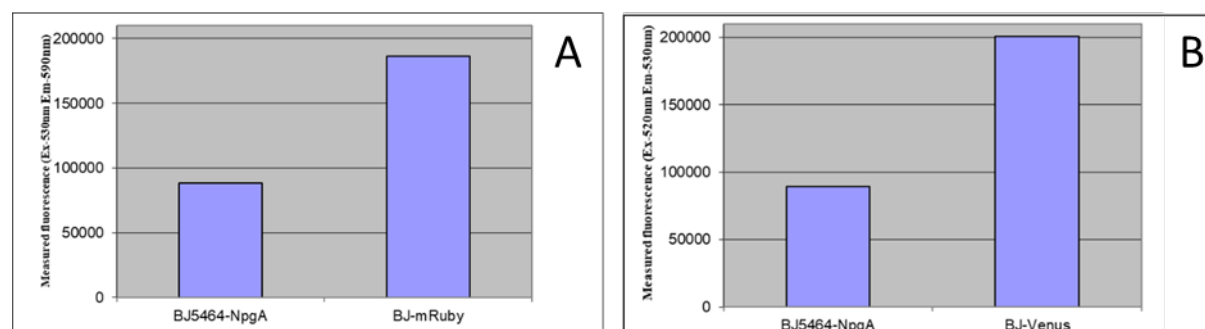 Measured fluorescence (Ex-530nm Em-590nm)
200000
150000
100000
50000
0
BJ5464-NpgA
BJ-mRuby
A
Measured fluorescence (Ex-520nm Em-530nm)
200000
150000
100000
50000
0
BJ5464-NpgA
BJ-Venus
B